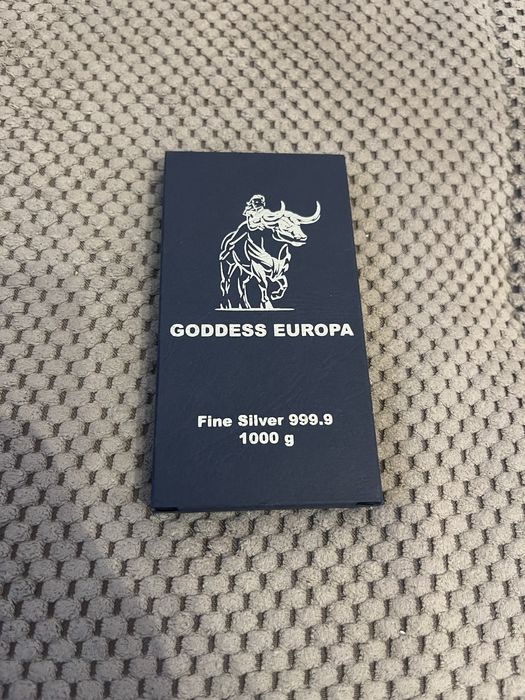 GODDESS EUROPA
Fine Silver 999.9
1000 g